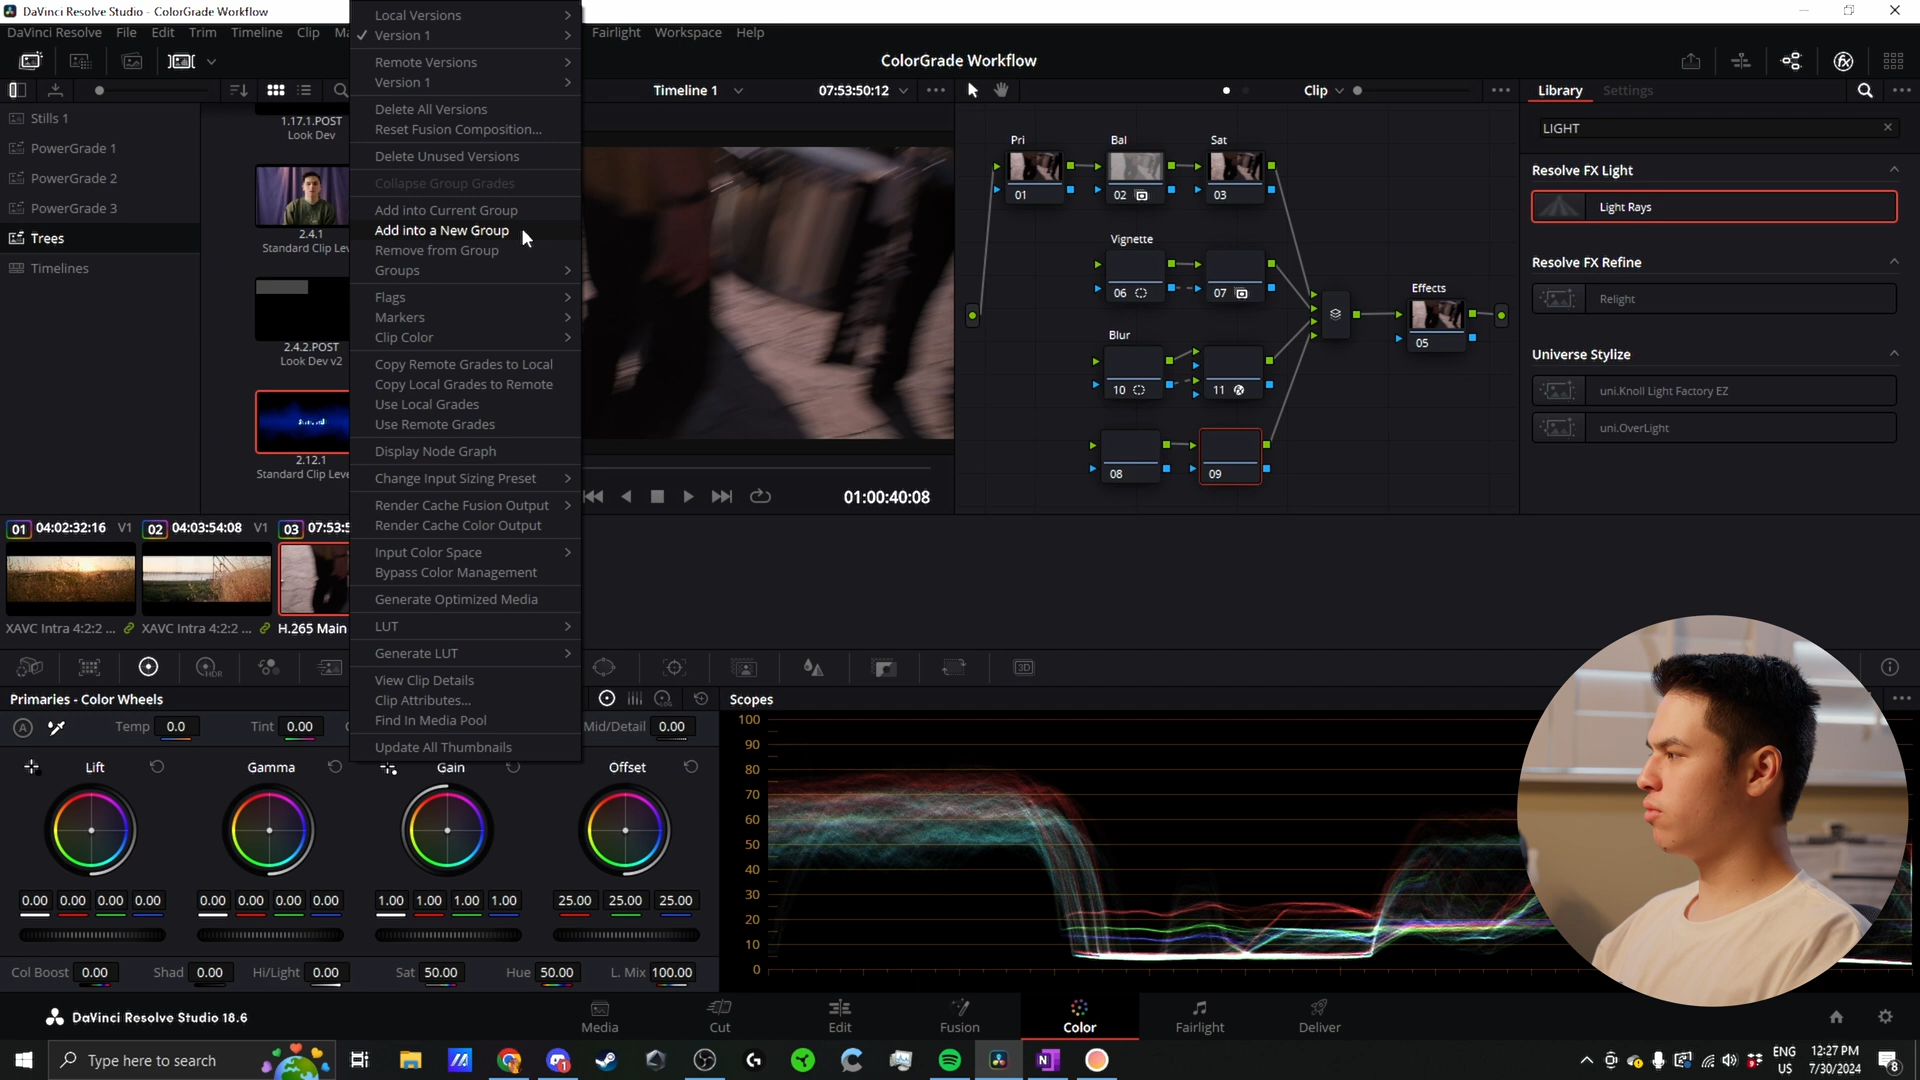 DaVinci Resolve Studio - ColorGrade Workflow
DaVinci Resolve File Edit Trim Timeline Clip Ma Fairlight Workspace Help
ColorGrade Workflow
Timeline 1 07:53:50:12 Clip Library Settings
Stills 1
PowerGrade 1
PowerGrade 2
PowerGrade 3
Trees
Timelines
1.17.1.POST
Look Dev
2.4.1
Standard Clip Lev
2.4.2.POST
Look Dev v2
2.12.1
Standard Clip Leve
Local Versions
Version 1
Remote Versions
Version 1
Delete All Versions
Reset Fusion Composition...
Delete Unused Versions
Collapse Group Grades
Add into Current Group
Add into a New Group
Remove from Group
Groups
Flags
Markers
Clip Color
Copy Remote Grades to Local
Copy Local Grades to Remote
Use Local Grades
Use Remote Grades
Display Node Graph
Change Input Sizing Preset
Render Cache Fusion Output
Render Cache Color Output
Input Color Space
Bypass Color Management
Generate Optimized Media
LUT
Generate LUT
View Clip Details
Clip Attributes...
Find In Media Pool
Update All Thumbnails
01:00:40:08
Pri Bal Sat
01 02 03
Vignette
06 07
Effects
05
Blur
10 11
08 09
LIGHT
Resolve FX Light
Light Rays
Resolve FX Refine
Relight
Universe Stylize
uni.Knoll Light Factory EZ
uni.OverLight
01 04:02:32:16 V1 02 04:03:54:08 V1 03 07:53:5
XAVC Intra 4:2:2 ... XAVC Intra 4:2:2 ... H.265 Main
HDR
3D
Primaries - Color Wheels
LOG
Scopes
A Temp 0.0 Tint 0.00 Mid/Detail 0.00
Lift Gamma Gain Offset
0.00 0.00 0.00 0.00 0.00 0.00 0.00 0.00 1.00 1.00 1.00 1.00 25.00 25.00 25.00
Col Boost 0.00 Shad 0.00 Hi/Light 0.00 Sat 50.00 Hue 50.00 L. Mix 100.00
100
90
80
70
60
50
40
30
20
10
0
DaVinci Resolve Studio 18.6
Media Cut Edit Fusion Color Fairlight Deliver
Type here to search
ENG
US
12:27 PM
7/30/2024
8